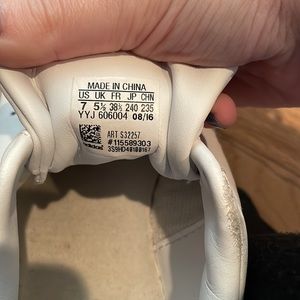 MADE IN CHINA
US UK FR JP CHN
7 5½ 38⅔ 240 235
YYJ 606004 08/16
ART S32257
#115589303